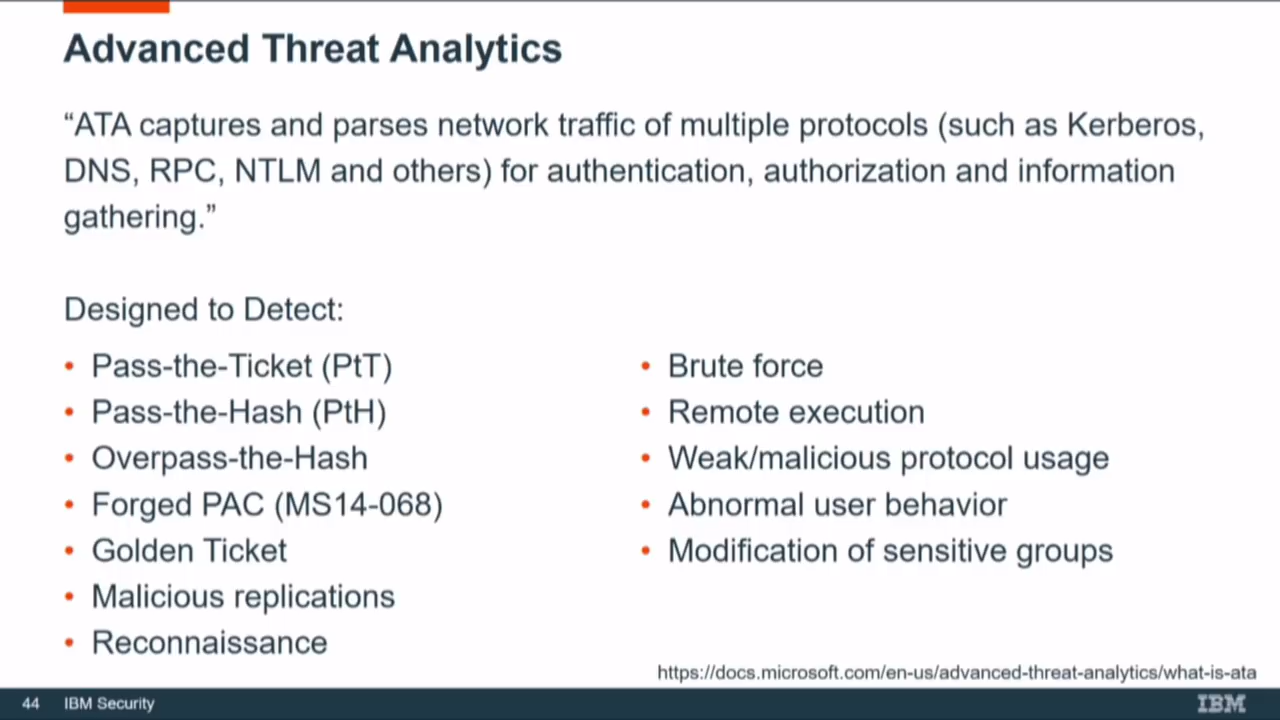 Advanced Threat Analytics
“ATA captures and parses network traffic of multiple protocols (such as Kerberos,
DNS, RPC, NTLM and others) for authentication, authorization and information
gathering.”
Designed to Detect:
• Pass-the-Ticket (PtT)
• Pass-the-Hash (PtH)
• Overpass-the-Hash
• Forged PAC (MS14-068)
• Golden Ticket
• Malicious replications
• Reconnaissance
• Brute force
• Remote execution
• Weak/malicious protocol usage
• Abnormal user behavior
• Modification of sensitive groups
https://docs.microsoft.com/en-us/advanced-threat-analytics/what-is-ata
44 IBM Security
IBM